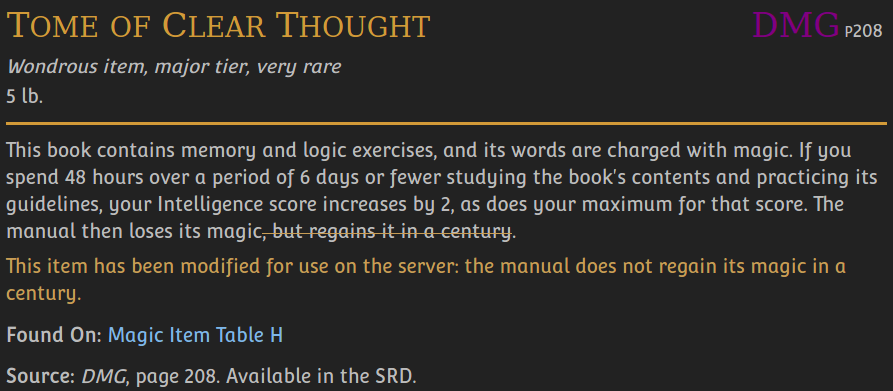 Tome of Clear Thought DMG P208
Wondrous item, major tier, very rare
5 lb.
This book contains memory and logic exercises, and its words are charged with magic. If you
spend 48 hours over a period of 6 days or fewer studying the book's contents and practicing its
guidelines, your Intelligence score increases by 2, as does your maximum for that score. The
manual then loses its magic, but regains it in a century.
This item has been modified for use on the server: the manual does not regain its magic in a
century.
Found On: Magic Item Table H
Source: DMG, page 208. Available in the SRD.